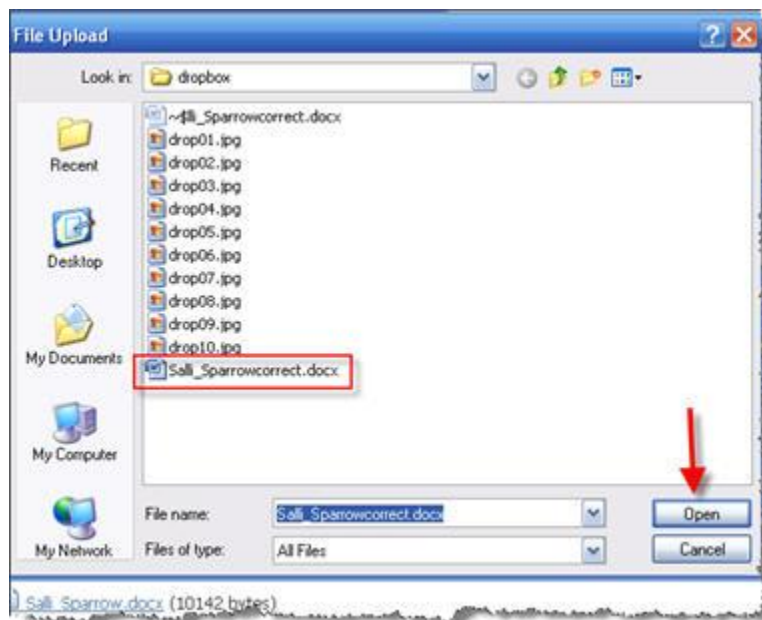 File Upload
Look in: dropbox
~$lli_Sparrowcorrect.docx
drop01.jpg
drop02.jpg
drop03.jpg
drop04.jpg
drop05.jpg
drop06.jpg
drop07.jpg
drop08.jpg
drop09.jpg
drop10.jpg
Salli_Sparrowcorrect.docx
Recent
Desktop
My Documents
My Computer
My Network
File name: Salli_Sparrowcorrect.docx Open
Files of type: All Files Cancel
Salli_Sparrow.docx (10142 bytes)